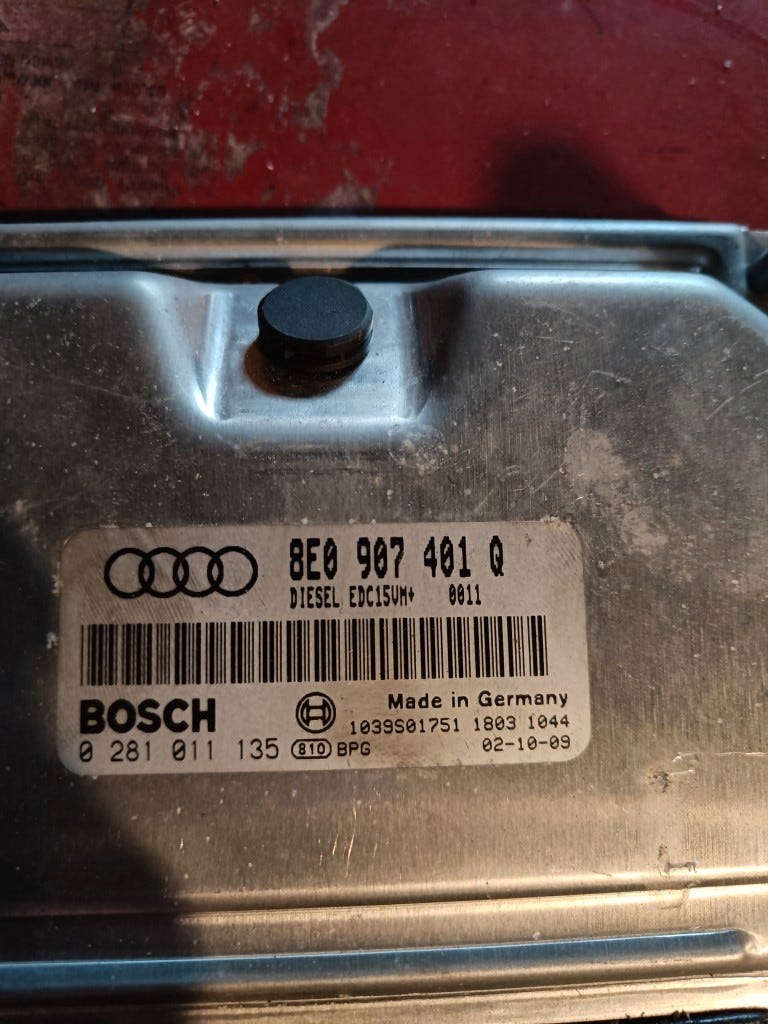 8E0 907 401 Q
DIESEL EDC15VM+ 0011
BOSCH
Made in Germany
1039S01751 1803 1044
0 281 011 135 810 BPG 02-10-09